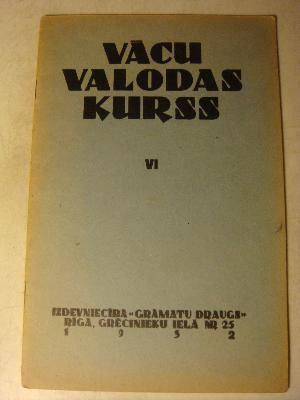 VĀCU
VALODAS
KURSS
VI
IZDEVNIECĪBA «GRĀMATU DRAUGS»
RĪGĀ, GRĒCINIEKU IELĀ NR 25
1 9 3 2